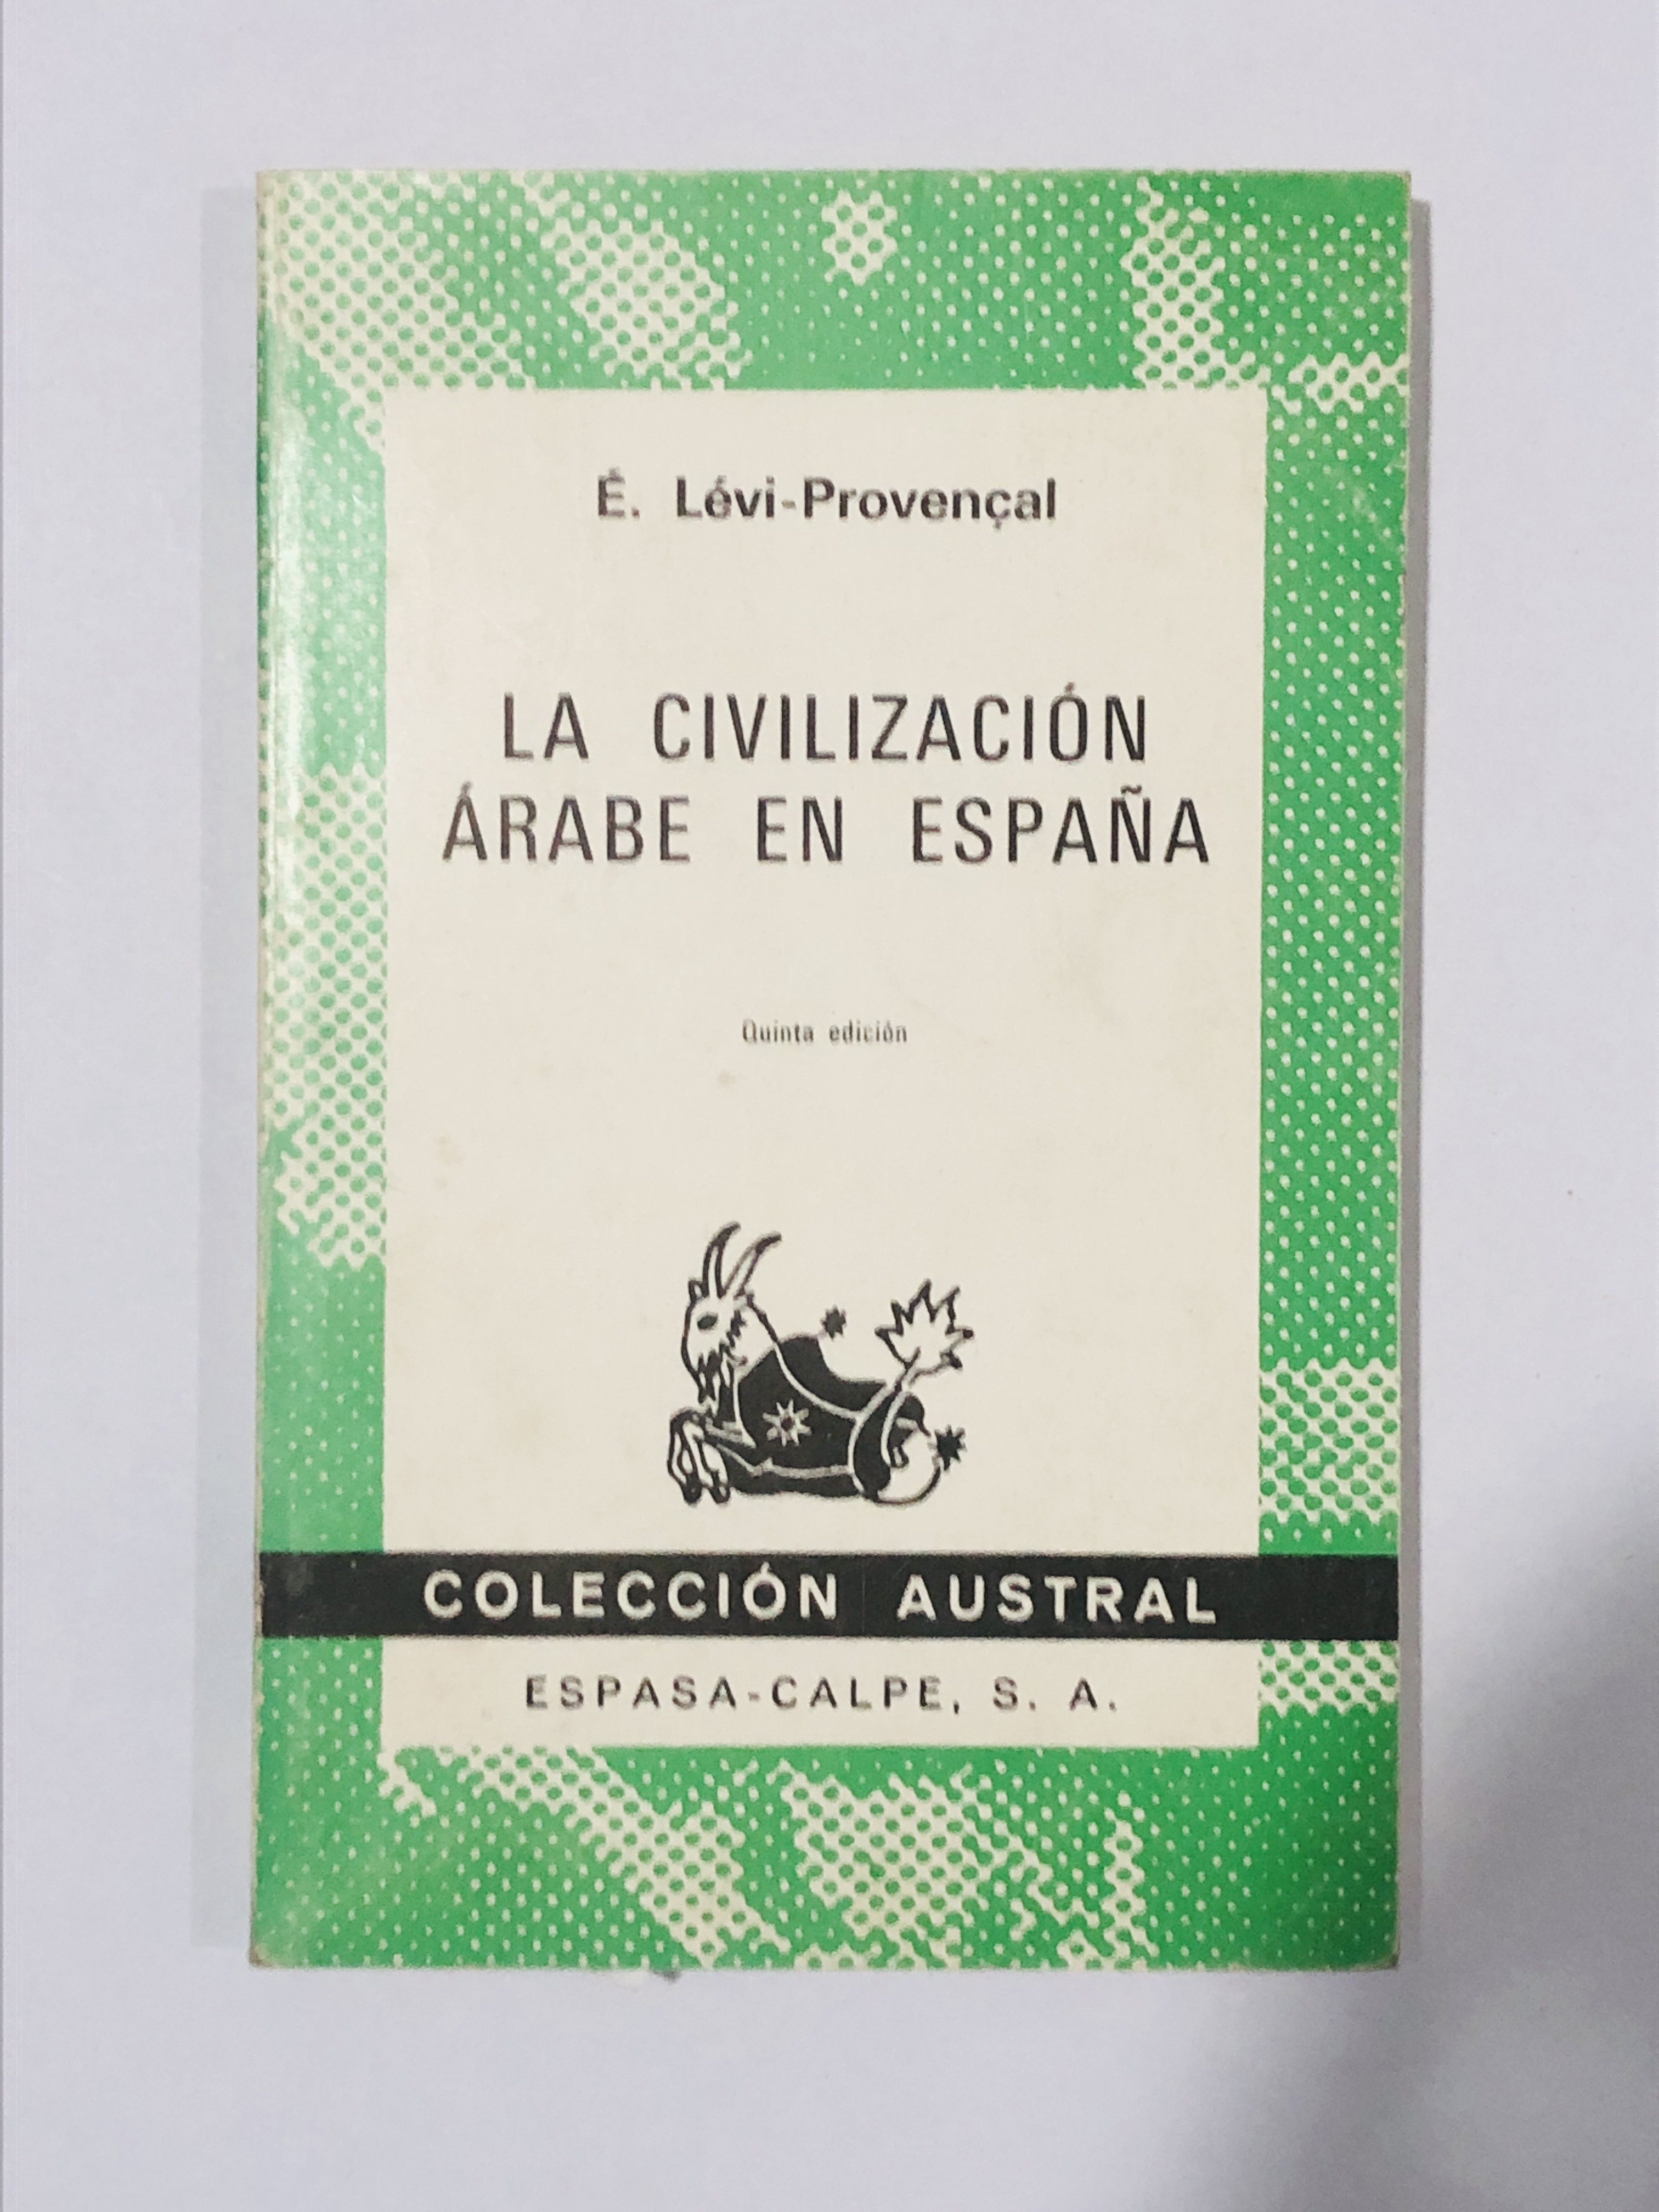 É. Lévi-Provençal
LA CIVILIZACIÓN
ÁRABE EN ESPAÑA
Quinta edición
COLECCIÓN AUSTRAL
ESPASA-CALPE, S. A.